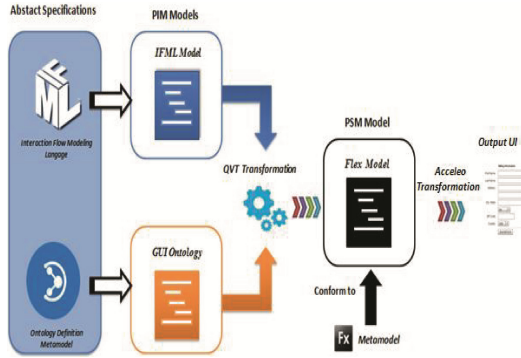 Abstact Specifications
PIM Models
IFML Model
IFML
Interaction Flow Modeling
Langage
QVT Transformation
PSM Model
Flex Model
Output UI
Acceleo
Transformation
GUI Ontology
Ontology Definition
Metamodel
Conform to
Fx
Metamodel